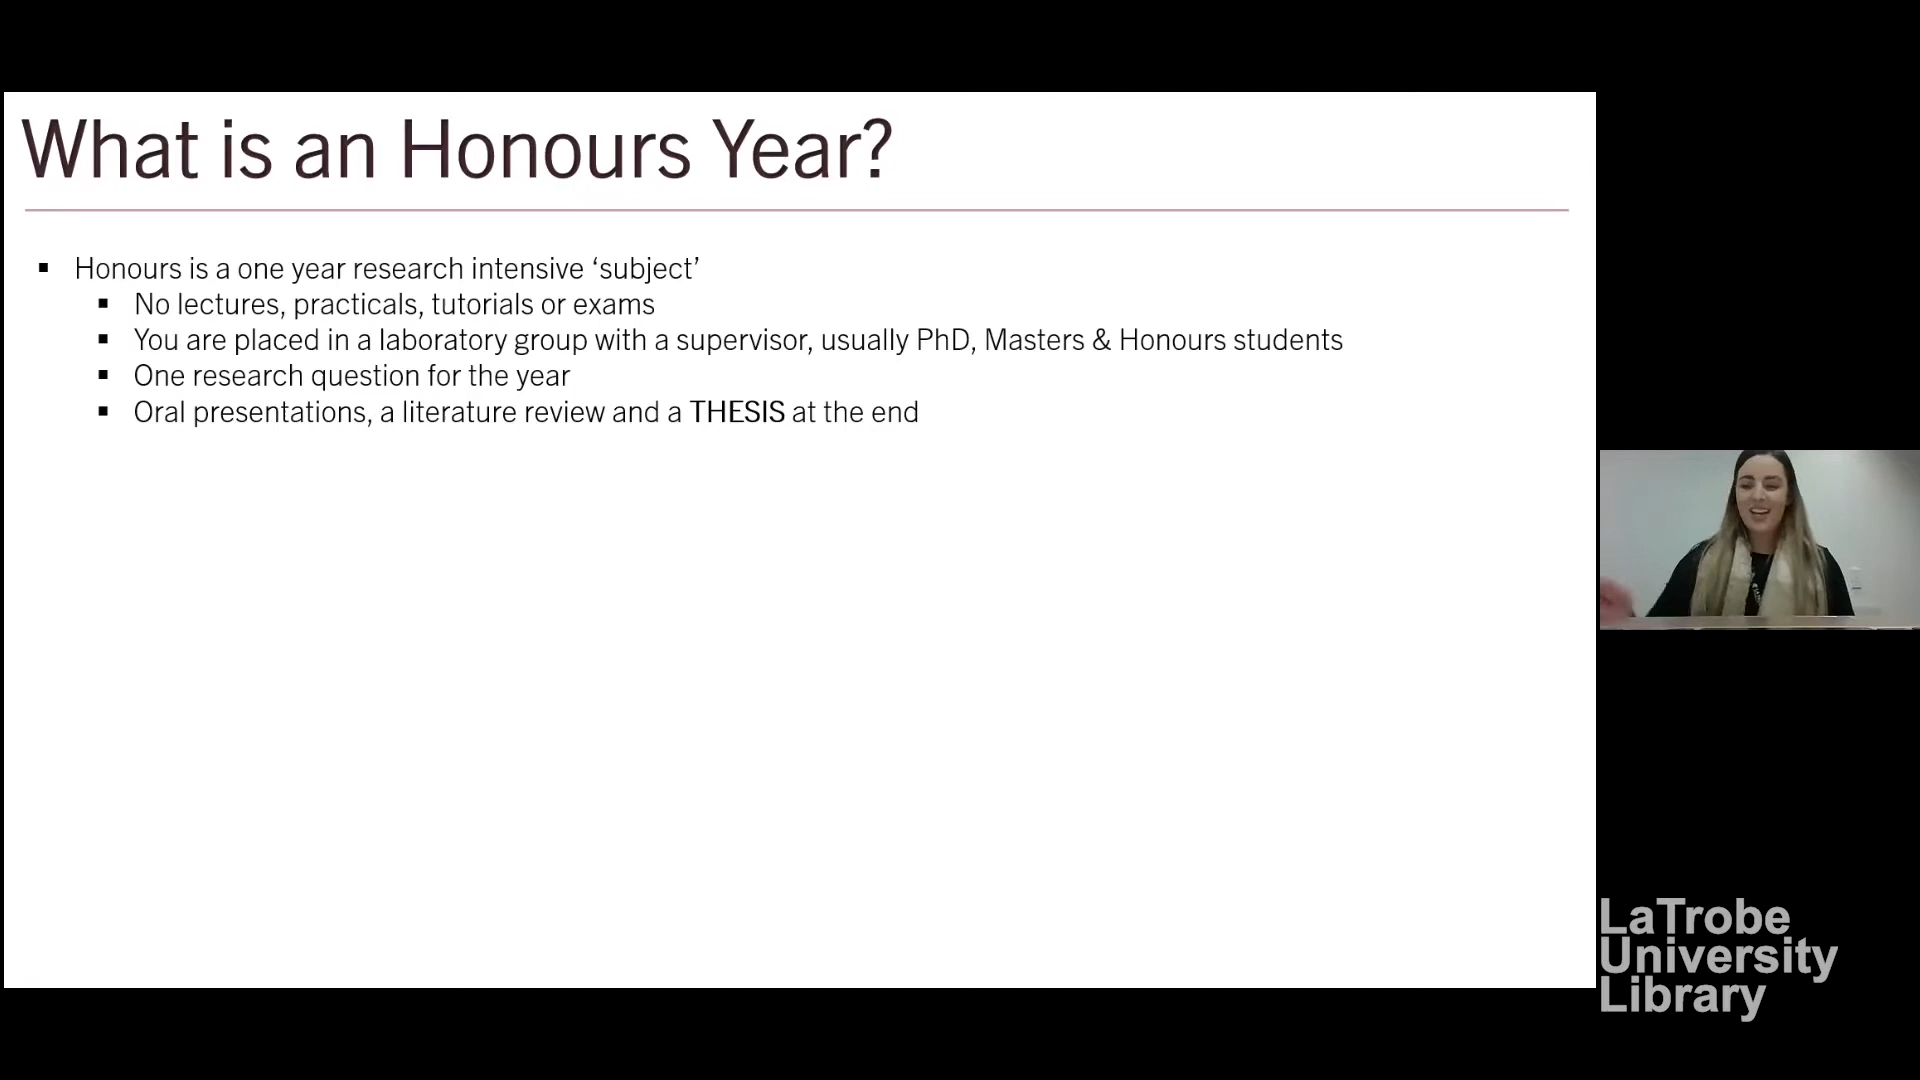 What is an Honours Year?
▪ Honours is a one year research intensive ‘subject’
▪ No lectures, practicals, tutorials or exams
▪ You are placed in a laboratory group with a supervisor, usually PhD, Masters & Honours students
▪ One research question for the year
▪ Oral presentations, a literature review and a THESIS at the end
LaTrobe
University
Library